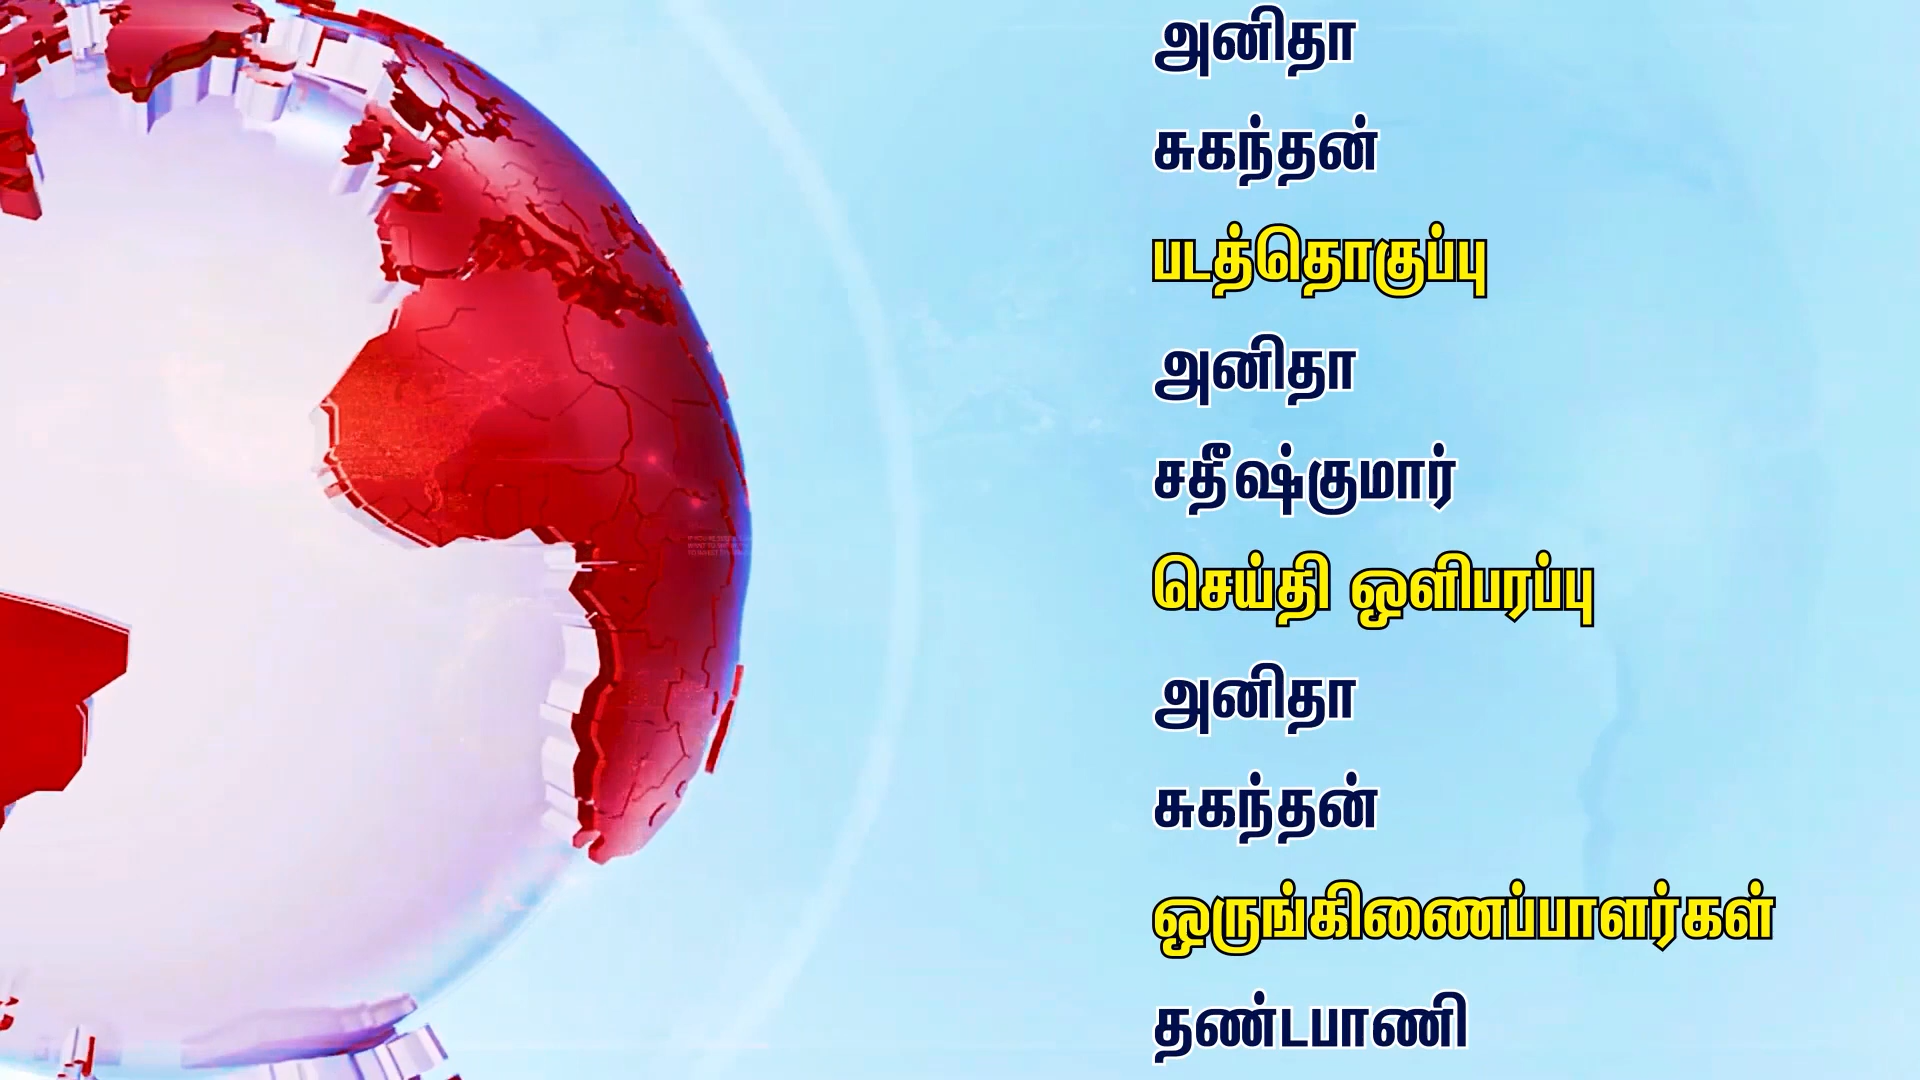 அனிதா
சுகந்தன்
படத்தொகுப்பு
அனிதா
சதீஷ்குமார்
செய்தி ஒளிபரப்பு
அனிதா
சுகந்தன்
ஒருங்கிணைப்பாளர்கள்
தண்டபாணி